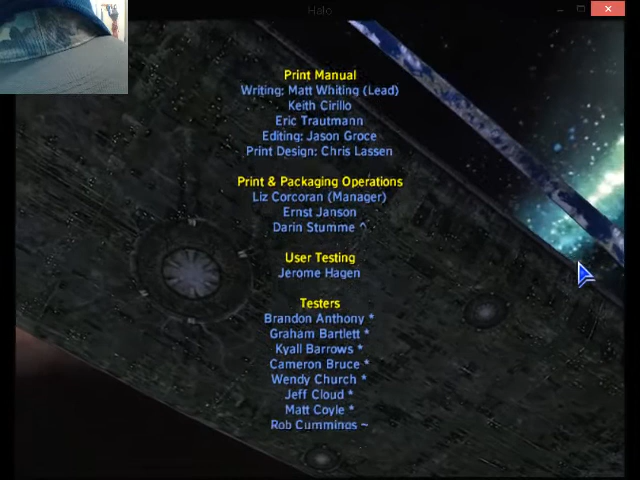 Halo
Print Manual
Writing: Matt Whiting (Lead)
Keith Cirillo
Eric Trautmann
Editing: Jason Groce
Print Design: Chris Lassen
Print & Packaging Operations
Liz Corcoran (Manager)
Ernst Janson
Darin Stumme ^
User Testing
Jerome Hagen
Testers
Brandon Anthony *
Graham Bartlett *
Kyall Barrows *
Cameron Bruce *
Wendy Church *
Jeff Cloud *
Matt Coyle *
Rob Cummings ~